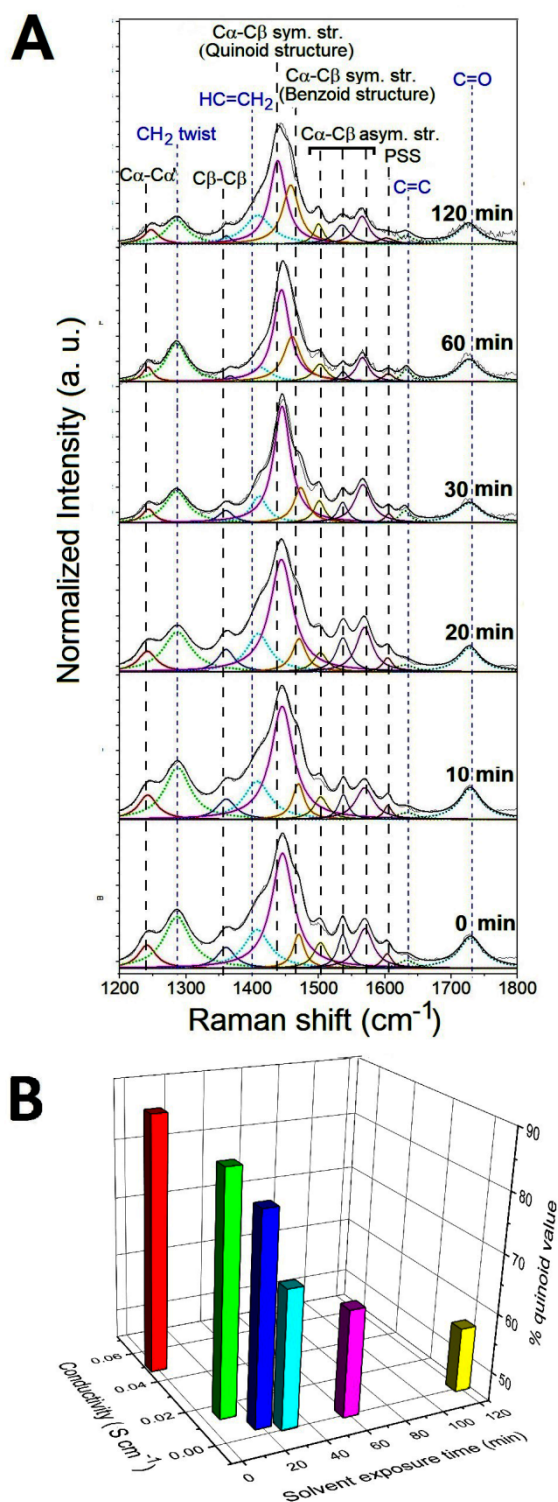 A
Cα-Cβ sym. str.
(Quinoid structure)
Cα-Cβ sym. str.
(Benzoid structure)
C=O
HC=CH₂
Cα-Cβ asym. str.
CH₂ twist
PSS
Cα-Cα'
Cβ-Cβ
C=C
120 min
60 min
30 min
20 min
10 min
0 min
Normalized Intensity (a. u.)
1200 1300 1400 1500 1600 1700 1800
Raman shift (cm⁻¹)
B
90
80
70
60
50
% quinoid value
0.06
0.04
0.02
0.00
Conductivity ( S cm⁻¹)
0 20 40 60 80 100 120
Solvent exposure time (min)